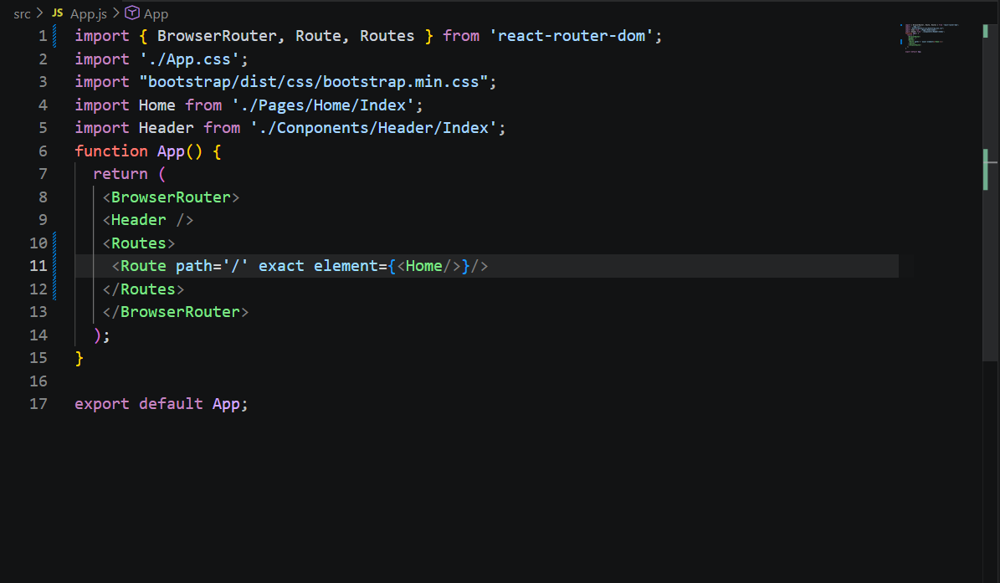 src > JS App.js > App
1 import { BrowserRouter, Route, Routes } from 'react-router-dom';
2 import './App.css';
3 import "bootstrap/dist/css/bootstrap.min.css";
4 import Home from './Pages/Home/Index';
5 import Header from './Conponents/Header/Index';
6 function App() {
7   return (
8    <BrowserRouter>
9    <Header />
10    <Routes>
11     <Route path='/' exact element={<Home/>}/>
12    </Routes>
13    </BrowserRouter>
14   );
15 }
16
17 export default App;